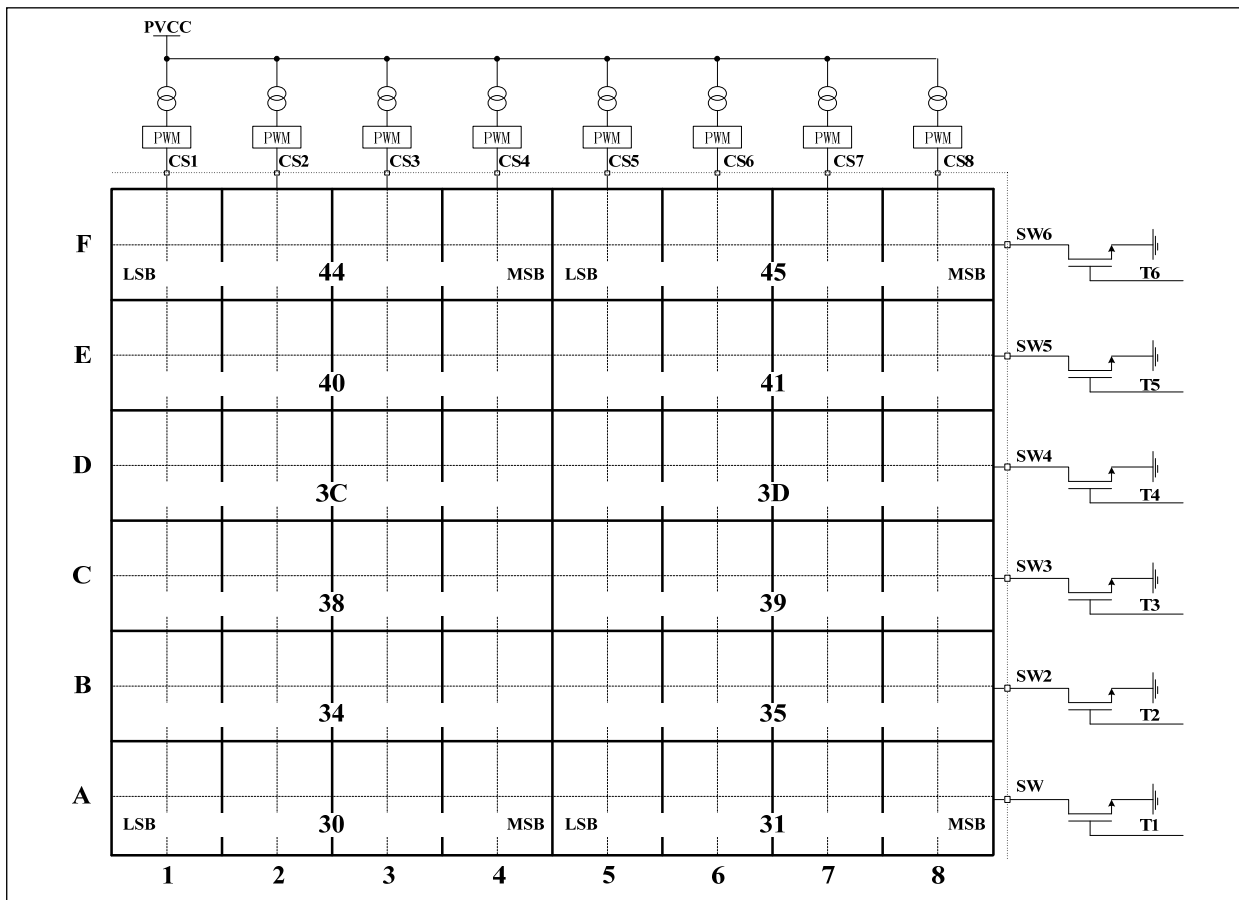 PVCC
PWM PWM PWM PWM PWM PWM PWM PWM
CS1 CS2 CS3 CS4 CS5 CS6 CS7 CS8
F
SW6
LSB 44 MSB LSB 45 MSB
T6
E
SW5
40 41
T5
D
SW4
3C 3D
T4
C
SW3
38 39
T3
B
SW2
34 35
T2
A
SW
LSB 30 MSB LSB 31 MSB
T1
1 2 3 4 5 6 7 8